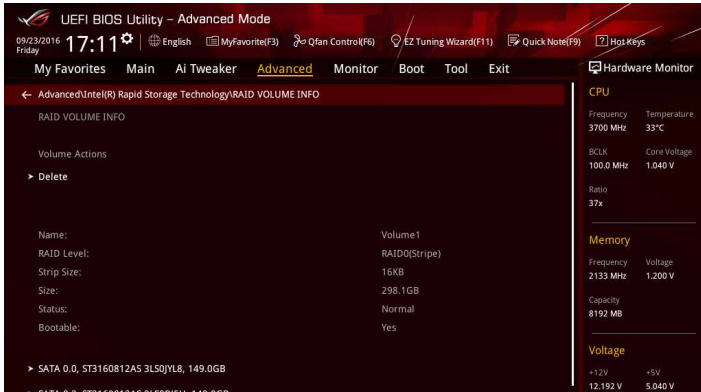 UEFI BIOS Utility – Advanced Mode
09/23/2016 Friday 17:11 English MyFavorite(F3) Qfan Control(F6) EZ Tuning Wizard(F11) Quick Note(F9) ? Hot Keys
My Favorites Main Ai Tweaker Advanced Monitor Boot Tool Exit
← Advanced\Intel(R) Rapid Storage Technology\RAID VOLUME INFO
RAID VOLUME INFO
Volume Actions
> Delete
Name: Volume1
RAID Level: RAID0(Stripe)
Strip Size: 16KB
Size: 298.1GB
Status: Normal
Bootable: Yes
> SATA 0.0, ST3160812AS 3LS0JYL8, 149.0GB
Hardware Monitor
CPU
Frequency Temperature
3700 MHz 33°C
BCLK Core Voltage
100.0 MHz 1.040 V
Ratio
37x
Memory
Frequency Voltage
2133 MHz 1.200 V
Capacity
8192 MB
Voltage
+12V +5V
12.192 V 5.040 V